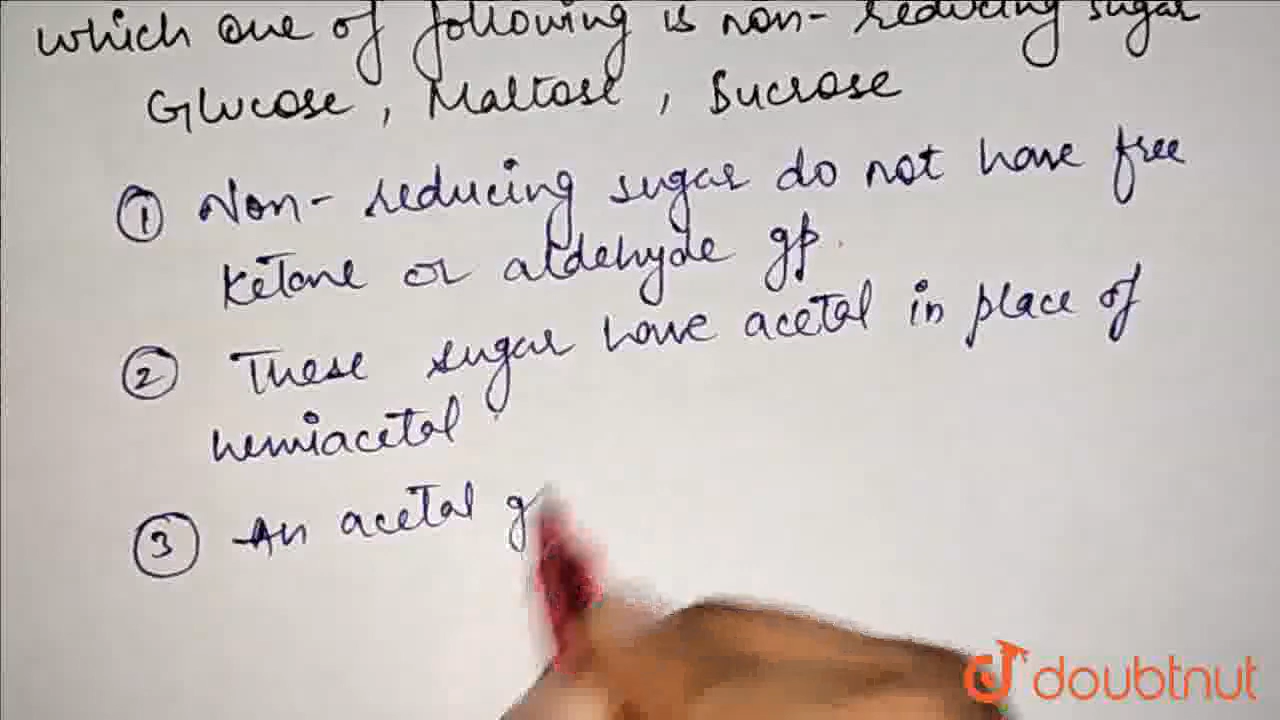 which one of following is non- reducing sugar
Glucose, Maltose, Sucrose
① Non- reducing sugar do not have free
ketone or aldehyde gp.
② These sugar have acetal in place of
hemiacetal.
③ An acetal g
doubtnut